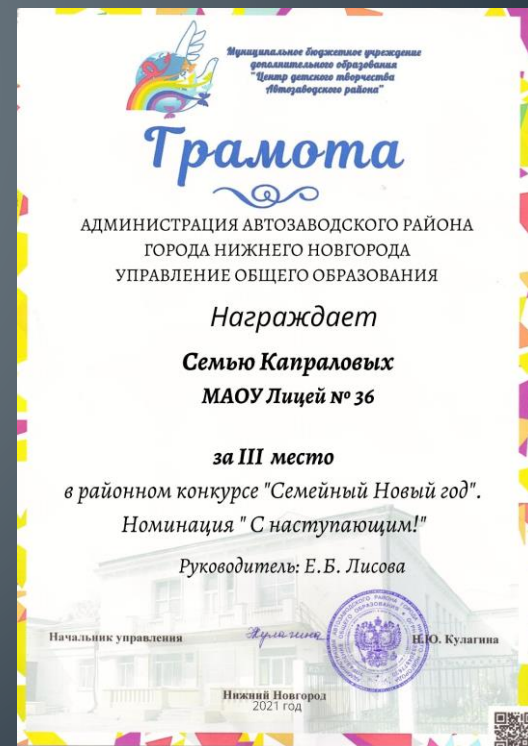 Муниципальное бюджетное учреждение
дополнительного образования
"Центр детского творчества
Автозаводского района"
Грамота
АДМИНИСТРАЦИЯ АВТОЗАВОДСКОГО РАЙОНА
ГОРОДА НИЖНЕГО НОВГОРОДА
УПРАВЛЕНИЕ ОБЩЕГО ОБРАЗОВАНИЯ
Награждает
Семью Капраловых
МАОУ Лицей № 36
за III место
в районном конкурсе "Семейный Новый год".
Номинация " С наступающим!"
Руководитель: Е.Б. Лисова
Начальник управления
Н.Ю. Кулагина
Нижний Новгород
2021 год